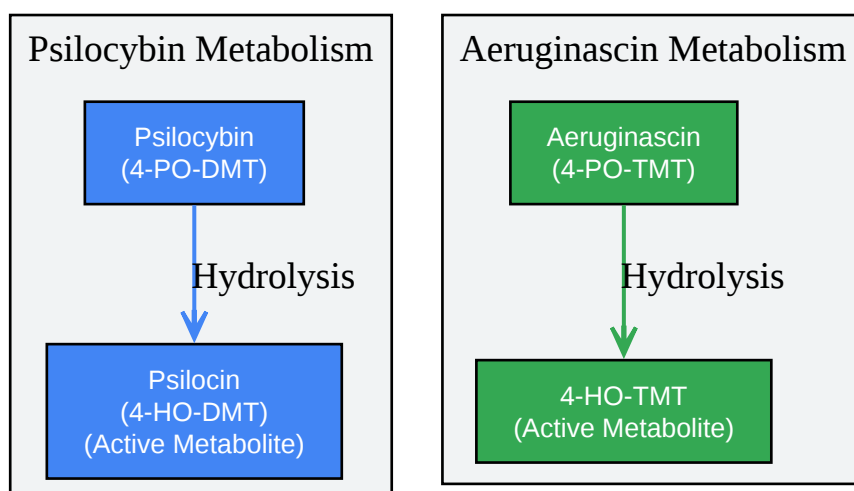 Psilocybin Metabolism
Psilocybin
(4-PO-DMT)
Hydrolysis
Psilocin
(4-HO-DMT)
(Active Metabolite)
Aeruginascin Metabolism
Aeruginascin
(4-PO-TMT)
Hydrolysis
4-HO-TMT
(Active Metabolite)